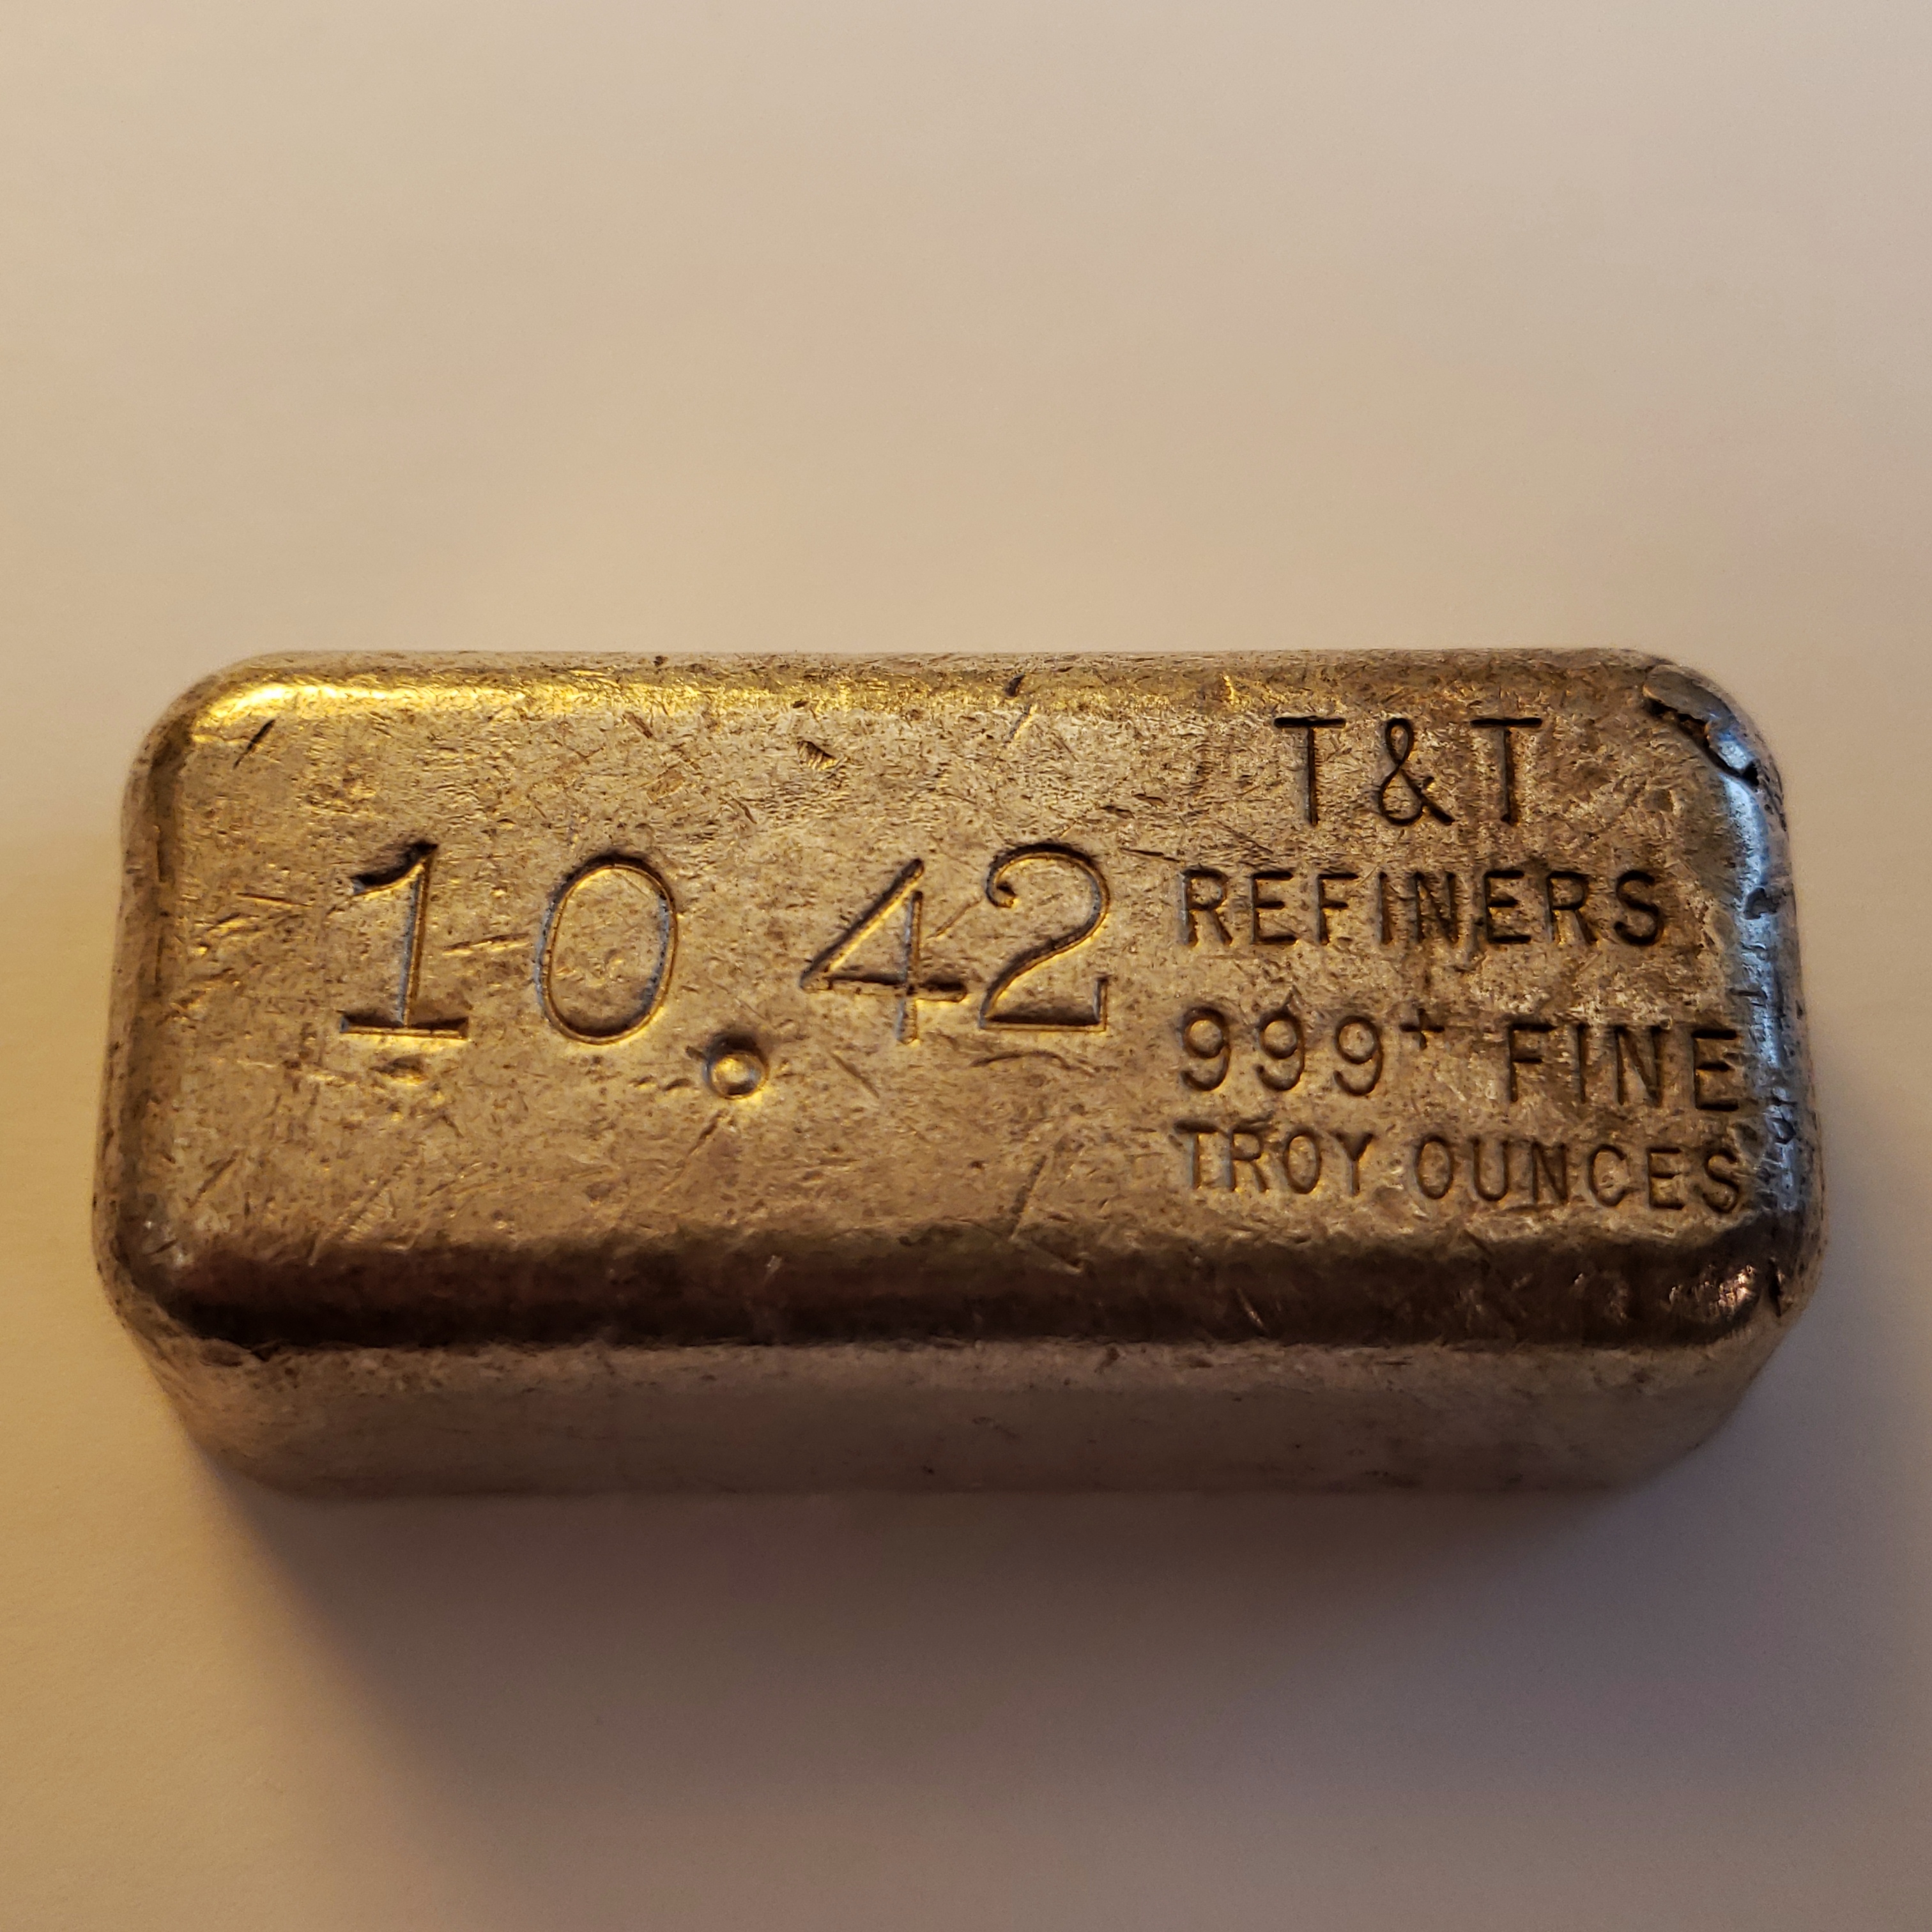 10.42
T&T
REFINERS
999+ FINE
TROY OUNCES